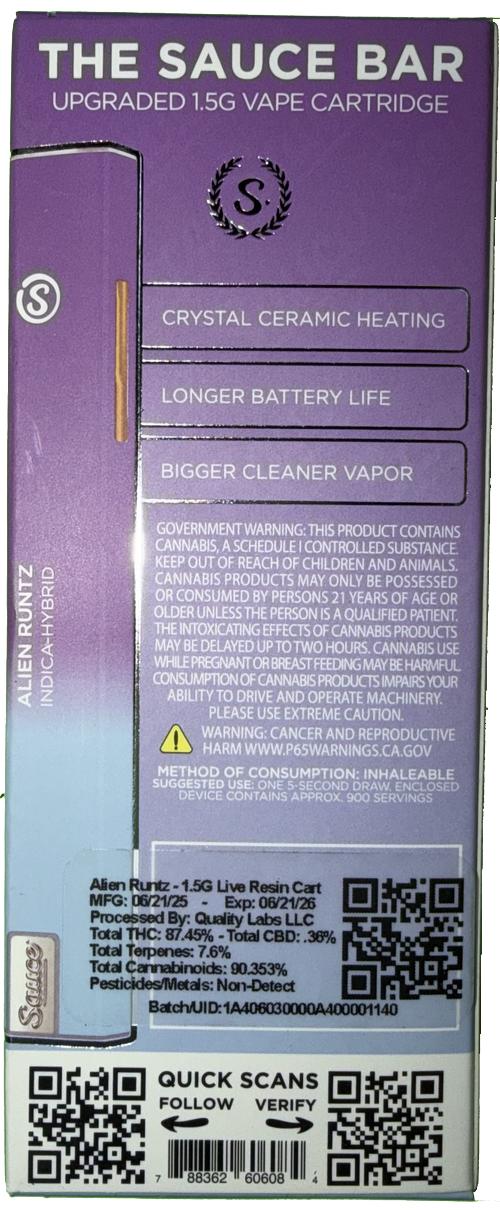 THE SAUCE BAR
UPGRADED 1.5G VAPE CARTRIDGE
S.
S
CRYSTAL CERAMIC HEATING
LONGER BATTERY LIFE
BIGGER CLEANER VAPOR
ALIEN RUNTZ
INDICA-HYBRID
GOVERNMENT WARNING: THIS PRODUCT CONTAINS
CANNABIS, A SCHEDULE I CONTROLLED SUBSTANCE.
KEEP OUT OF REACH OF CHILDREN AND ANIMALS.
CANNABIS PRODUCTS MAY ONLY BE POSSESSED
OR CONSUMED BY PERSONS 21 YEARS OF AGE OR
OLDER UNLESS THE PERSON IS A QUALIFIED PATIENT.
THE INTOXICATING EFFECTS OF CANNABIS PRODUCTS
MAY BE DELAYED UP TO TWO HOURS. CANNABIS USE
WHILE PREGNANT OR BREAST FEEDING MAY BE HARMFUL.
CONSUMPTION OF CANNABIS PRODUCTS IMPAIRS YOUR
ABILITY TO DRIVE AND OPERATE MACHINERY.
PLEASE USE EXTREME CAUTION.
WARNING: CANCER AND REPRODUCTIVE
HARM WWW.P65WARNINGS.CA.GOV
METHOD OF CONSUMPTION: INHALEABLE
SUGGESTED USE: ONE 5-SECOND DRAW. ENCLOSED
DEVICE CONTAINS APPROX. 900 SERVINGS
Alien Runtz - 1.5G Live Resin Cart
MFG: 06/21/25 - Exp: 06/21/26
Processed By: Quality Labs LLC
Total THC: 87.45% - Total CBD: .36%
Total Terpenes: 7.6%
Total Cannabinoids: 90.353%
Pesticides/Metals: Non-Detect
Batch/UID:1A406030000A400001140
Sauce
QUICK SCANS
FOLLOW VERIFY
7 88362 60608 4